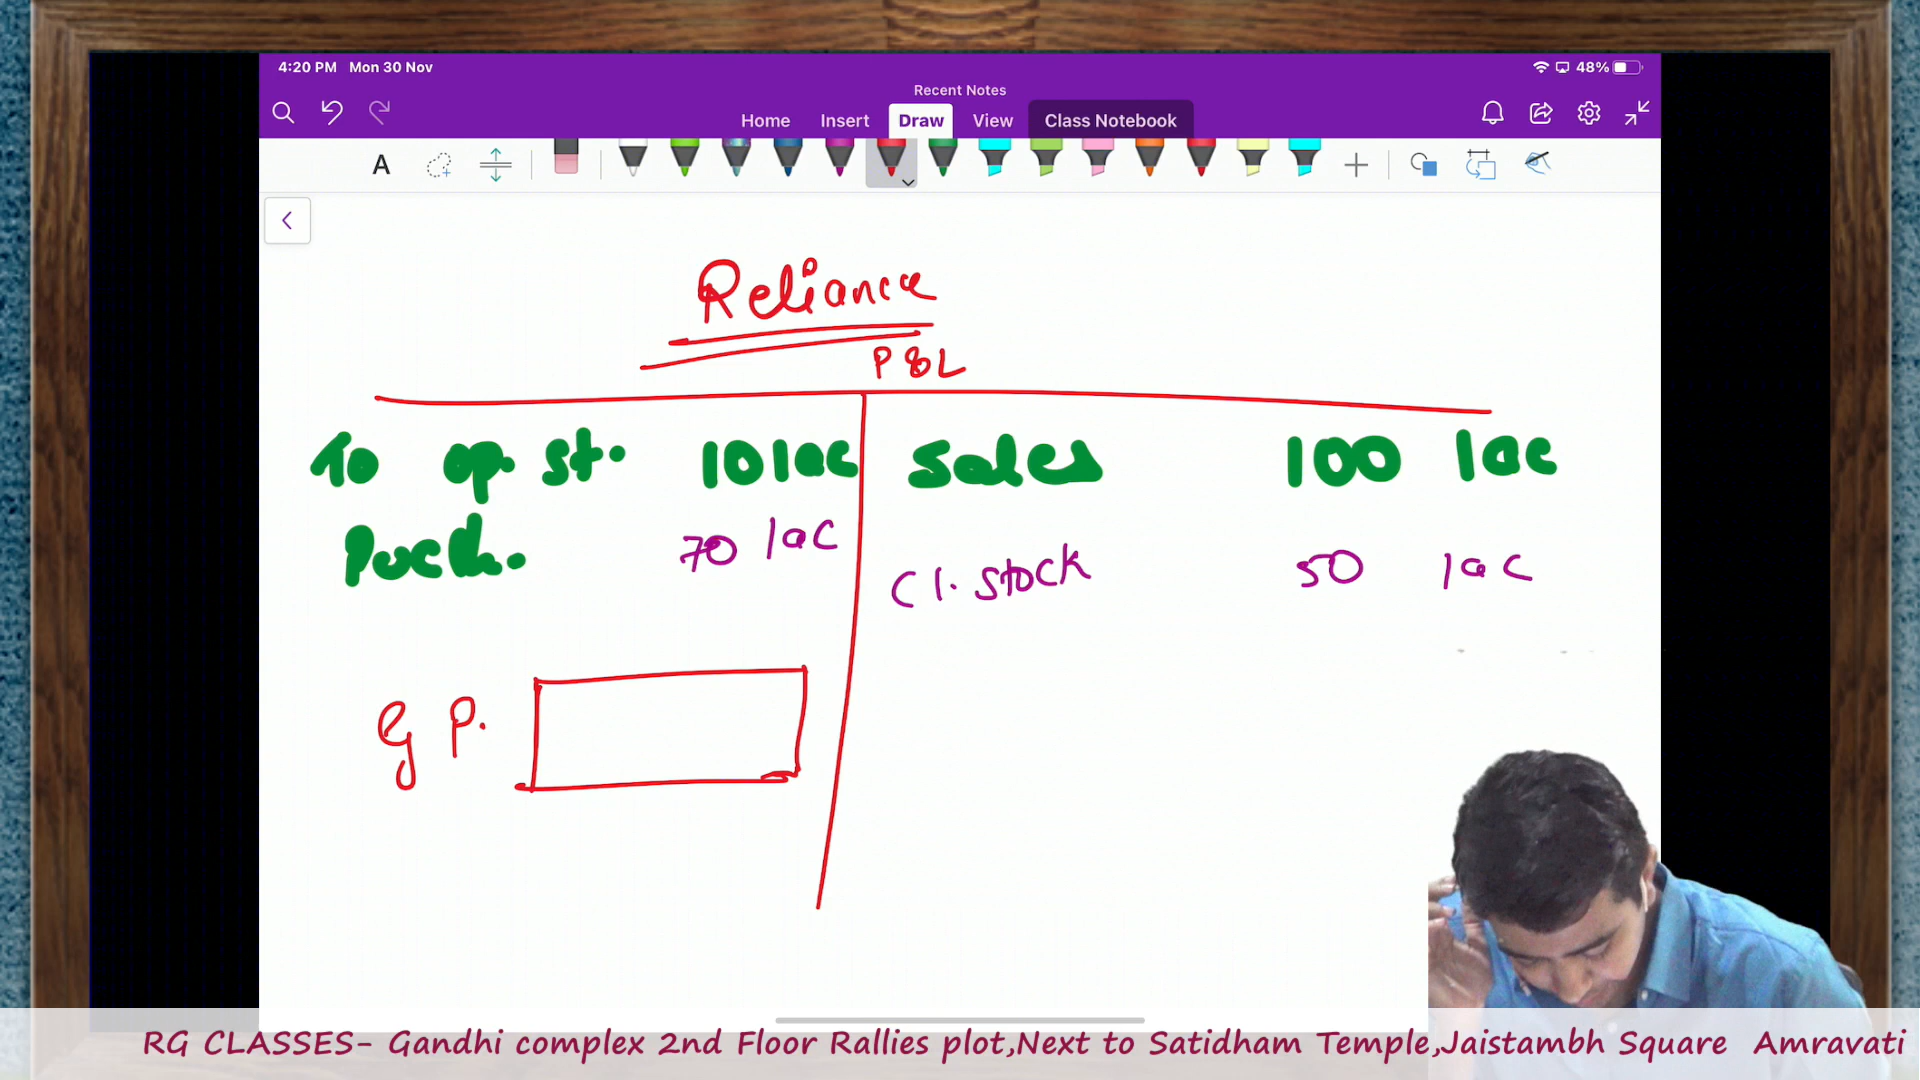 4:20 PM Mon 30 Nov 48%
Recent Notes
Home Insert Draw View Class Notebook
A
Reliance
P&L
To op. st. 10 lac Sales 100 lac
Purch. 70 lac Cl. stock 50 lac
G P.
RG CLASSES- Gandhi complex 2nd Floor Rallies plot,Next to Satidham Temple,Jaistambh Square Amravati